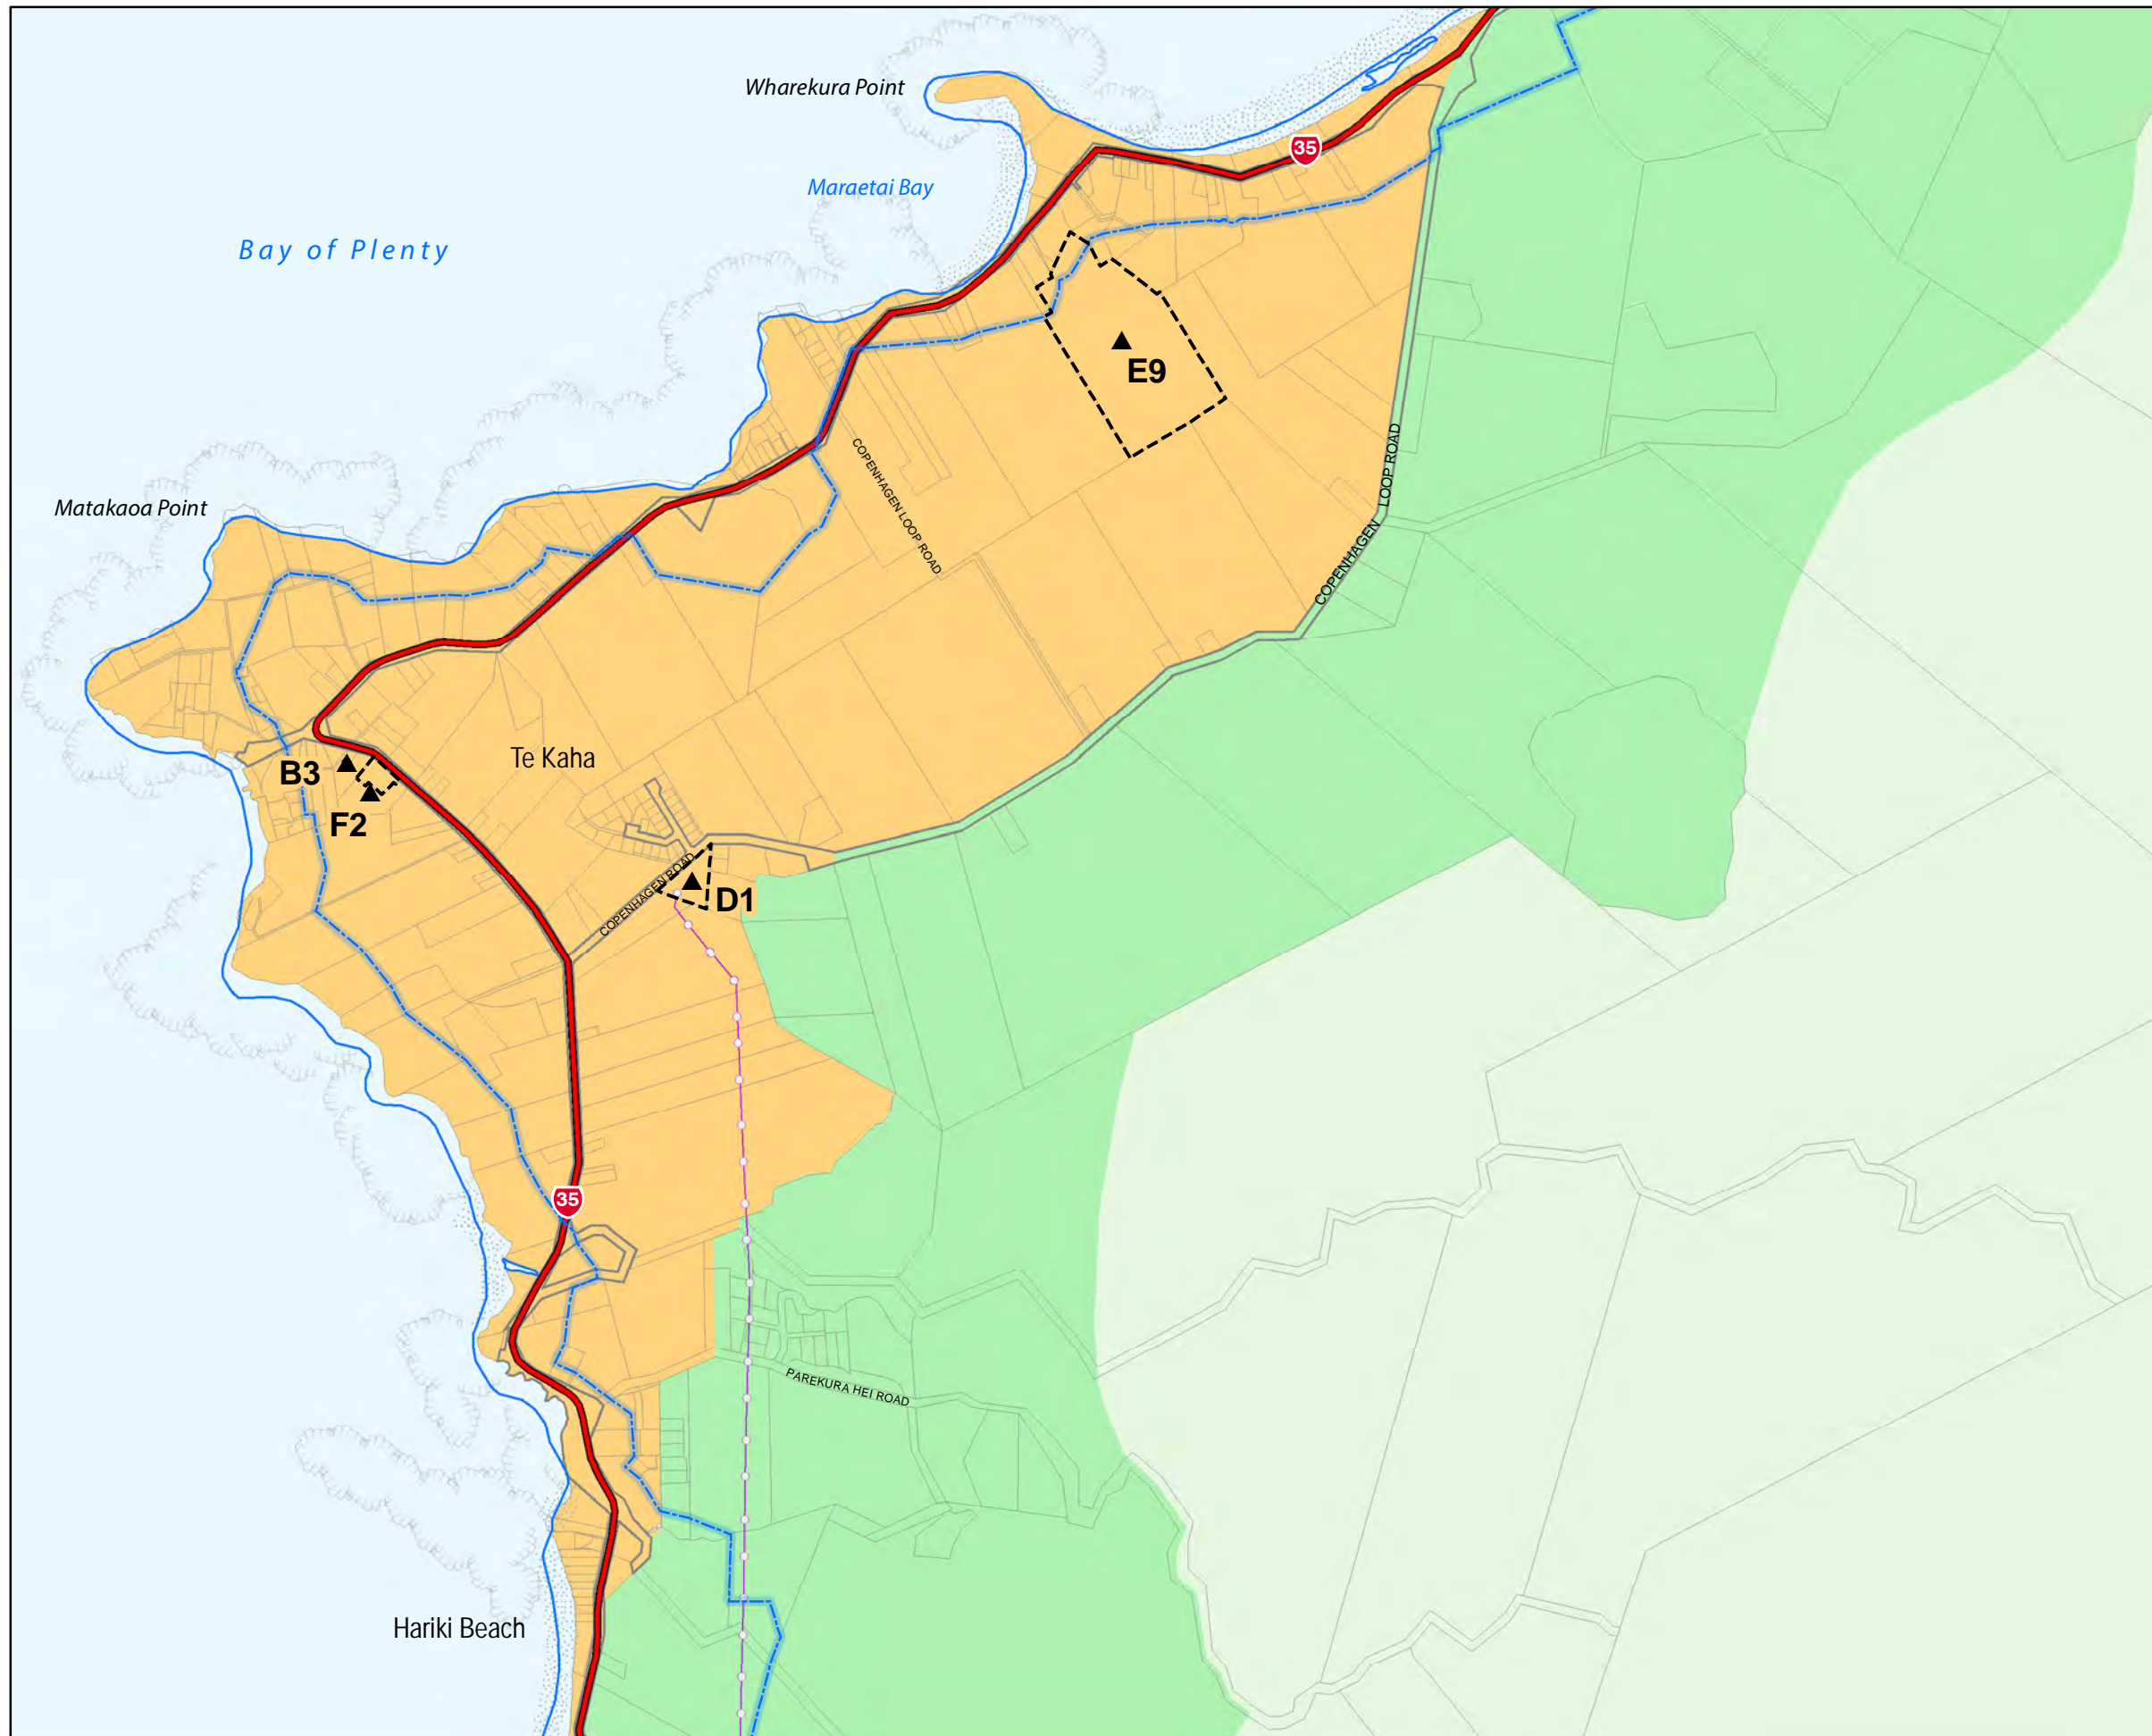 Wharekura Point
35
Maraetai Bay
Bay of Plenty
E9
COPENHAGEN LOOP ROAD
COPENHAGEN LOOP ROAD
Matakaoa Point
Te Kaha
B3
F2
COPENHAGEN ROAD
D1
35
PAREKURA HEI ROAD
Hariki Beach